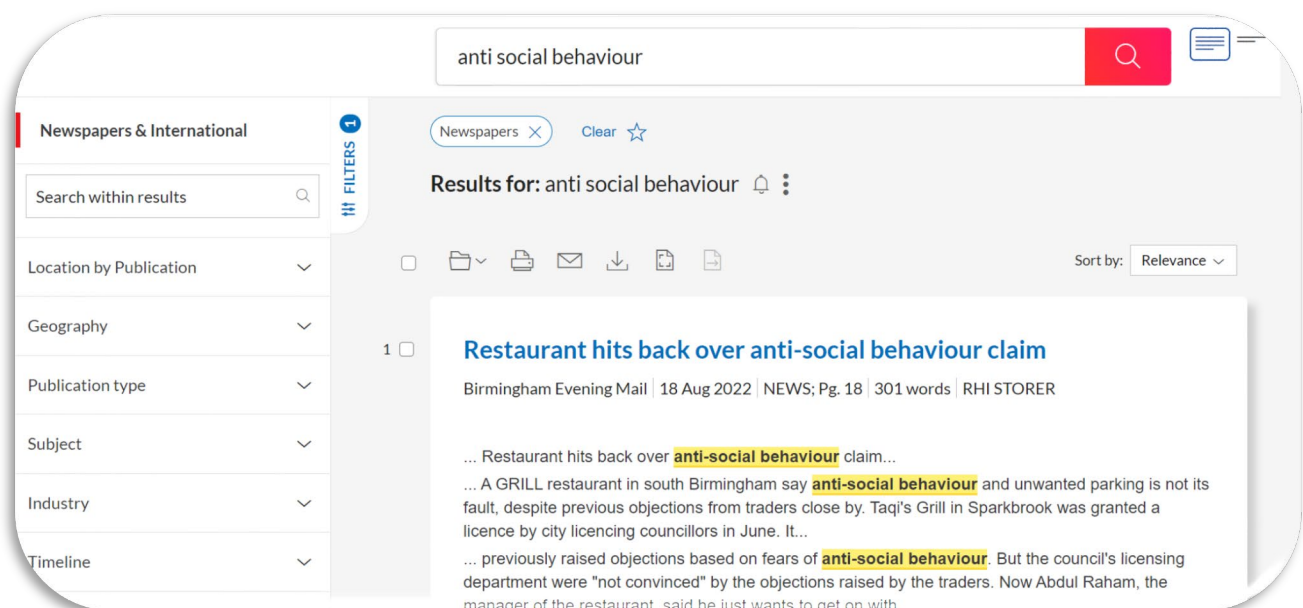 anti social behaviour
Newspapers & International
FILTERS 1
Search within results
Location by Publication
Geography
Publication type
Subject
Industry
Timeline
Newspapers
Clear
Results for: anti social behaviour
Sort by: Relevance
1
Restaurant hits back over anti-social behaviour claim
Birmingham Evening Mail | 18 Aug 2022 | NEWS; Pg. 18 | 301 words | RHI STORER
... Restaurant hits back over anti-social behaviour claim...
... A GRILL restaurant in south Birmingham say anti-social behaviour and unwanted parking is not its
fault, despite previous objections from traders close by. Taqi's Grill in Sparkbrook was granted a
licence by city licencing councillors in June. It...
... previously raised objections based on fears of anti-social behaviour. But the council's licensing
department were "not convinced" by the objections raised by the traders. Now Abdul Raham, the
manager of the restaurant, said he just wants to get on with